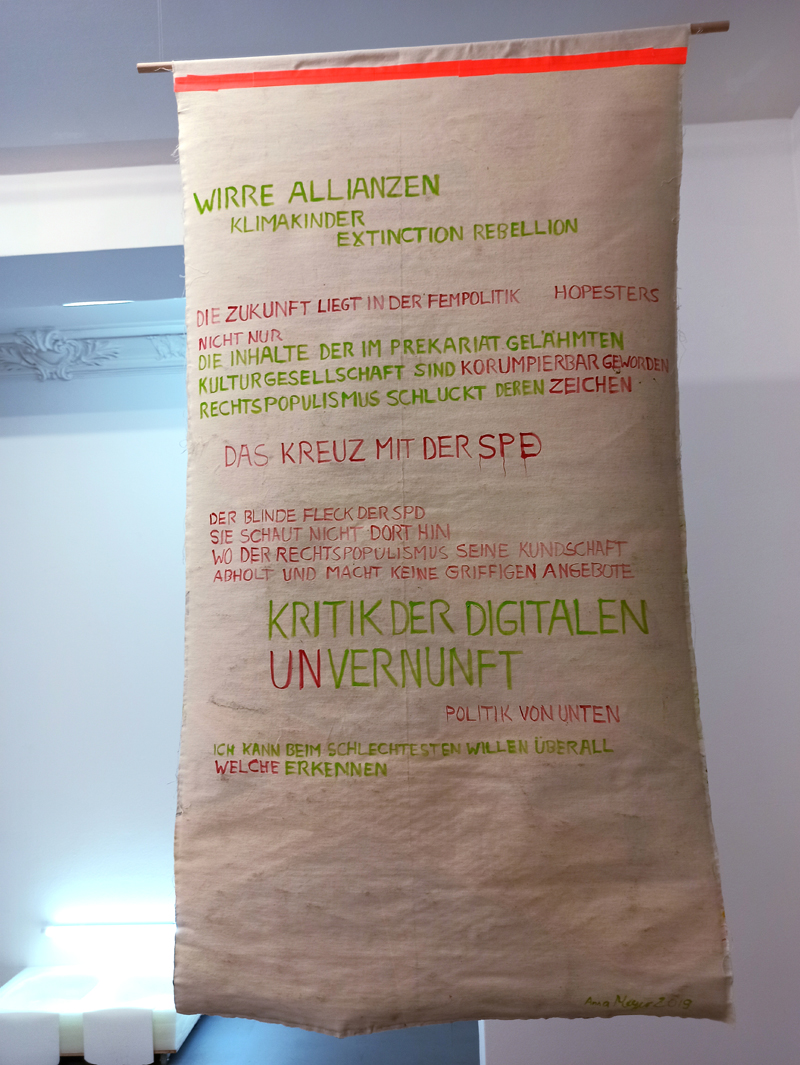 WIRRE ALLIANZEN
KLIMAKINDER
EXTINCTION REBELLION
DIE ZUKUNFT LIEGT IN DER FEMPOLITIK HOPESTERS
NICHT NUR
DIE INHALTE DER IM PREKARIAT GELÄHMTEN
KULTURGESELLSCHAFT SIND KORUMPIERBAR GEWORDEN
RECHTSPOPULISMUS SCHLUCKT DEREN ZEICHEN
DAS KREUZ MIT DER SPD
DER BLINDE FLECK DER SPD
SIE SCHAUT NICHT DORT HIN
WO DER RECHTSPOPULISMUS SEINE KUNDSCHAFT
ABHOLT UND MACHT KEINE GRIFFIGEN ANGEBOTE
KRITIK DER DIGITALEN
UNVERNUNFT
POLITIK VON UNTEN
ICH KANN BEIM SCHLECHTESTEN WILLEN ÜBERALL
WELCHE ERKENNEN
Ana Meyer 2019